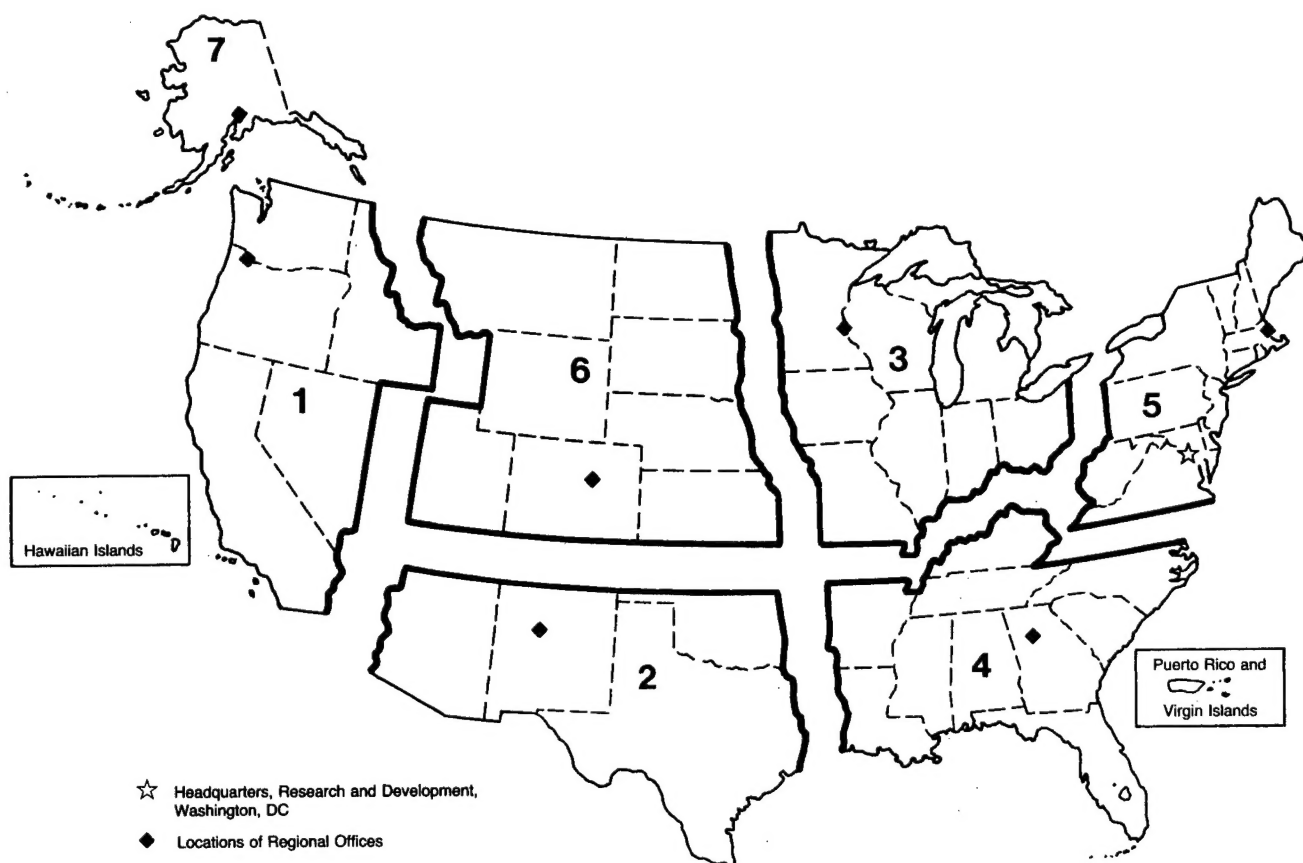 7
6
3
1
5
Hawaiian Islands
2
4
Puerto Rico and
Virgin Islands
Headquarters, Research and Development,
Washington, DC
Locations of Regional Offices